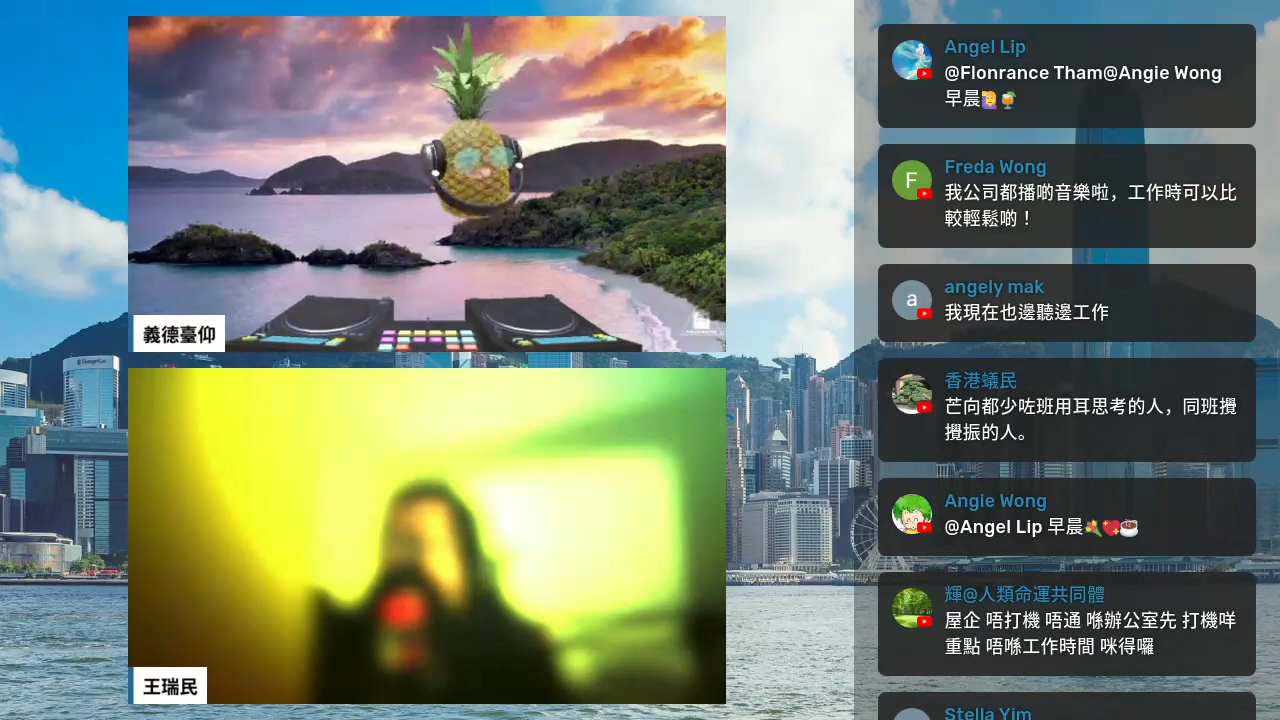 義德臺仰
王瑞民
Angel Lip
@Flonrance Tham@Angie Wong
早晨🙋🍹
Freda Wong
F
我公司都播啲音樂啦，工作時可以比
較輕鬆啲！
angely mak
a
我現在也邊聽邊工作
香港蟻民
芒向都少咗班用耳思考的人，同班攪
攪振的人。
Angie Wong
@Angel Lip 早晨💐💖☕
輝@人類命運共同體
屋企 唔打機 唔通 喺辦公室先 打機咩
重點 唔喺工作時間 咪得囉
Stella Yim